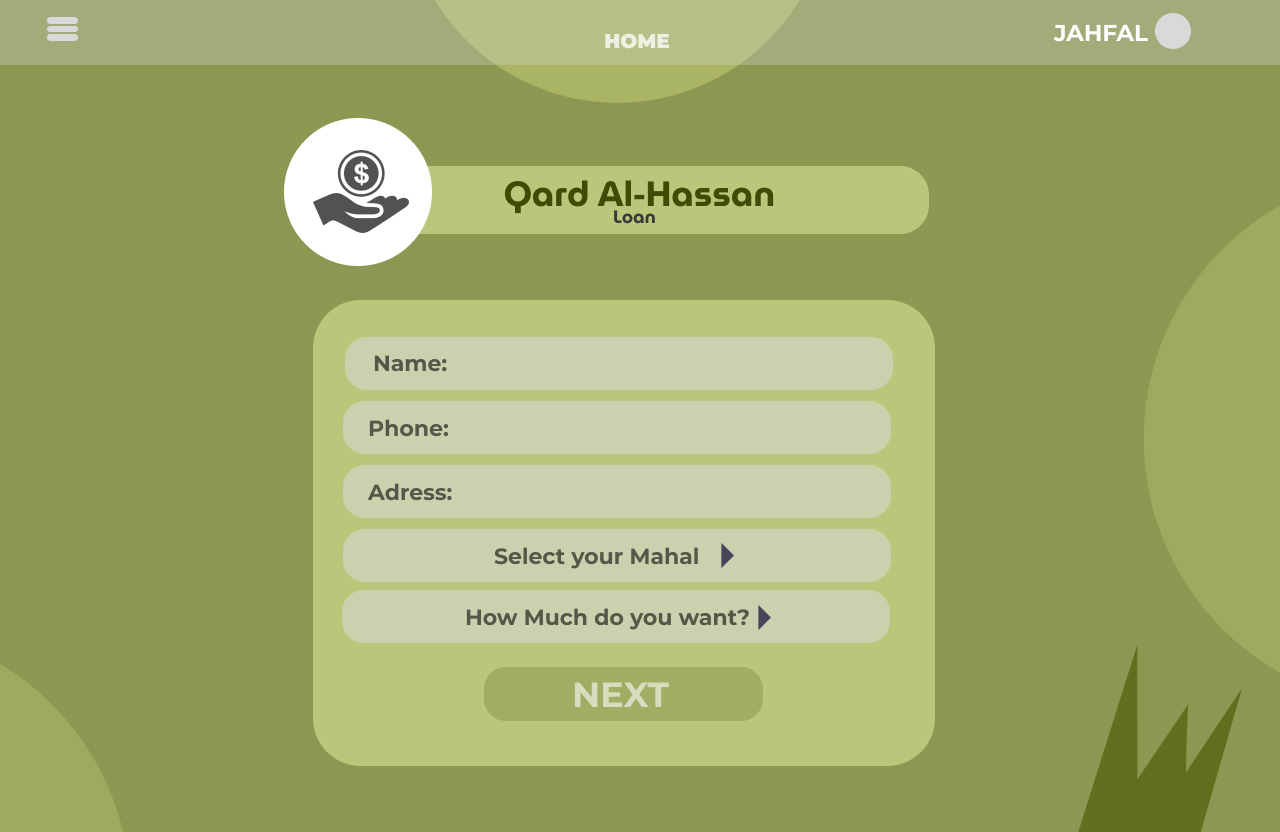 HOME
JAHFAL
$
Qard Al-Hassan
Loan
Name:
Phone:
Adress:
Select your Mahal
How Much do you want?
NEXT